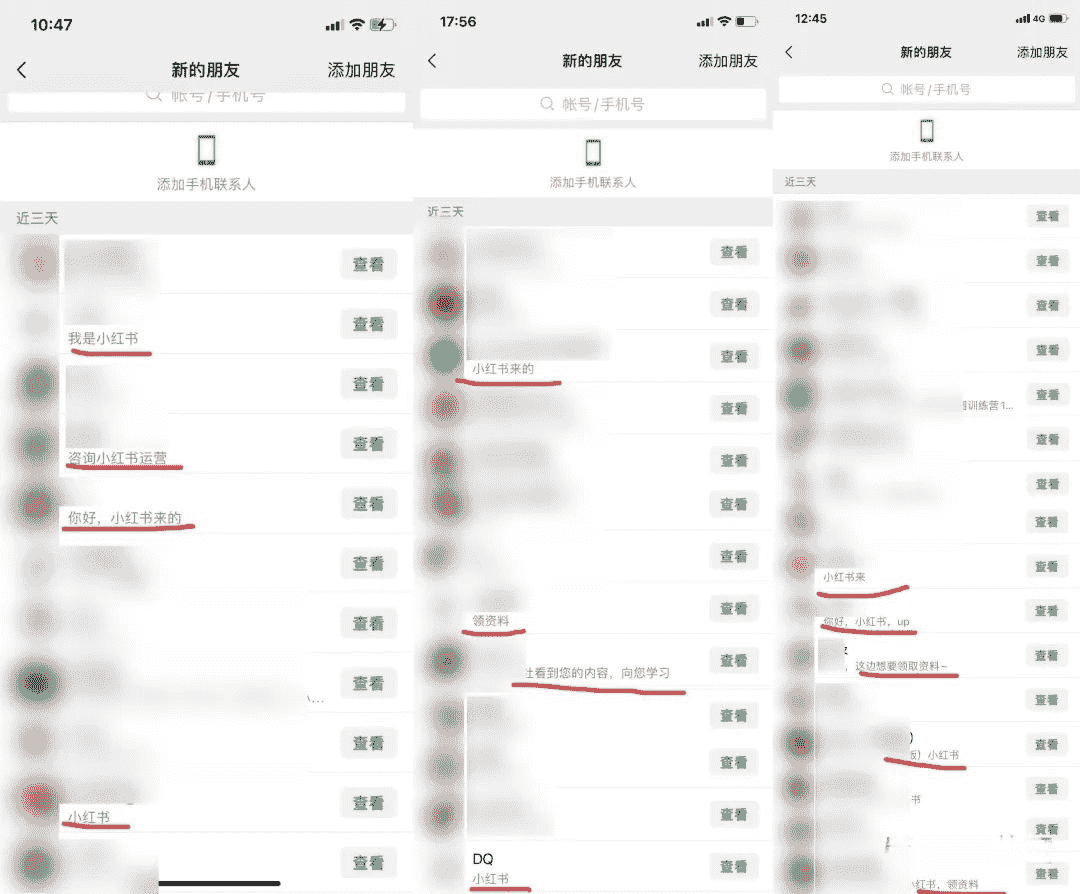 10:47
新的朋友
添加朋友
帐号/手机号
添加手机联系人
近三天
查看
查看
我是小红书
查看
查看
咨询小红书运营
查看
你好，小红书来的
查看
查看
查看
...
查看
查看
小红书
查看
17:56
新的朋友
添加朋友
帐号/手机号
添加手机联系人
近三天
查看
查看
查看
小红书来的
查看
查看
查看
查看
查看
领资料
查看
看到您的内容，向您学习
查看
查看
查看
DQ
查看
小红书
12:45
4G
新的朋友
添加朋友
帐号/手机号
添加手机联系人
近三天
查看
查看
查看
查看
查看
训练营1...
查看
查看
查看
查看
小红书来
查看
你好，小红书，up
查看
，这边想要领取资料~
查看
查看
）小红书
查看
书
查看
查看
红书，领资料